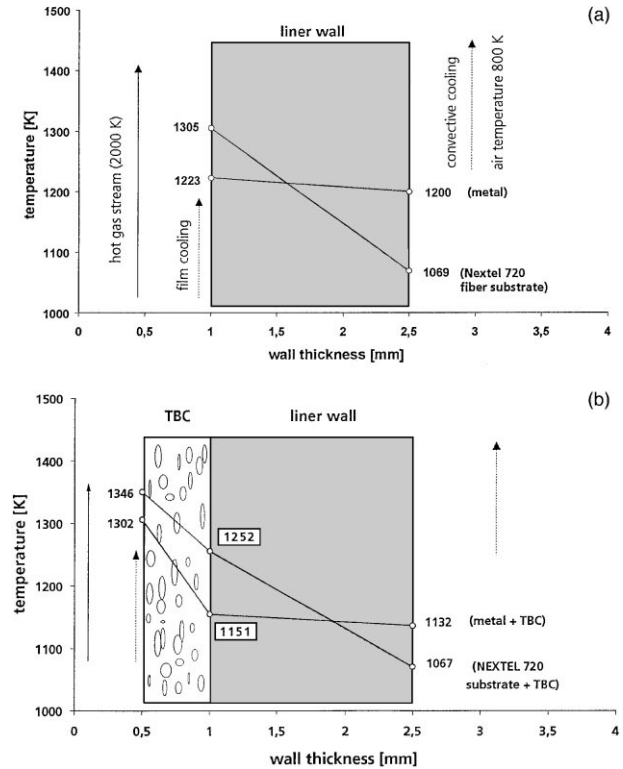 (a)
1500
1400
1300
1200
1100
1000
temperature [K]
hot gas stream (2000 K)
film cooling
liner wall
1305
1223
1200 (metal)
1069 (Nextel 720
fiber substrate)
convective cooling
air temperature 800 K
0 0,5 1 1,5 2 2,5 3 3,5 4
wall thickness [mm]
(b)
1500
1400
1300
1200
1100
1000
temperature [K]
TBC
liner wall
1346
1302
1252
1151
1132 (metal + TBC)
1067 (NEXTEL 720
substrate + TBC)
0 0,5 1 1,5 2 2,5 3 3,5 4
wall thickness [mm]